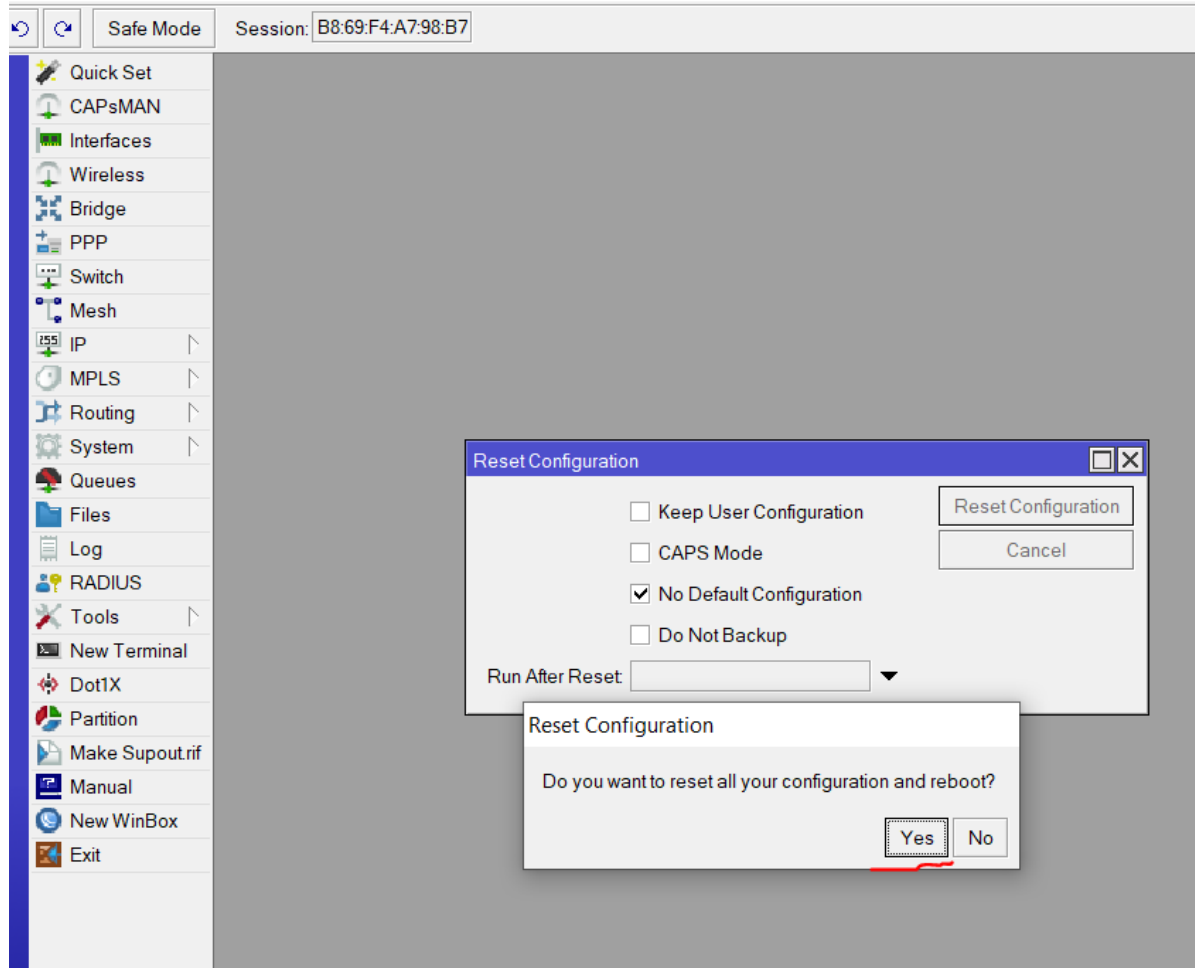 Safe Mode Session: B8:69:F4:A7:98:B7
Quick Set
CAPsMAN
Interfaces
Wireless
Bridge
PPP
Switch
Mesh
255 IP
MPLS
Routing
System
Queues
Files
Log
RADIUS
Tools
New Terminal
Dot1X
Partition
Make Supout.rif
Manual
New WinBox
Exit
Reset Configuration
Keep User Configuration
CAPS Mode
No Default Configuration
Do Not Backup
Run After Reset:
Reset Configuration
Cancel
Reset Configuration
Do you want to reset all your configuration and reboot?
Yes No